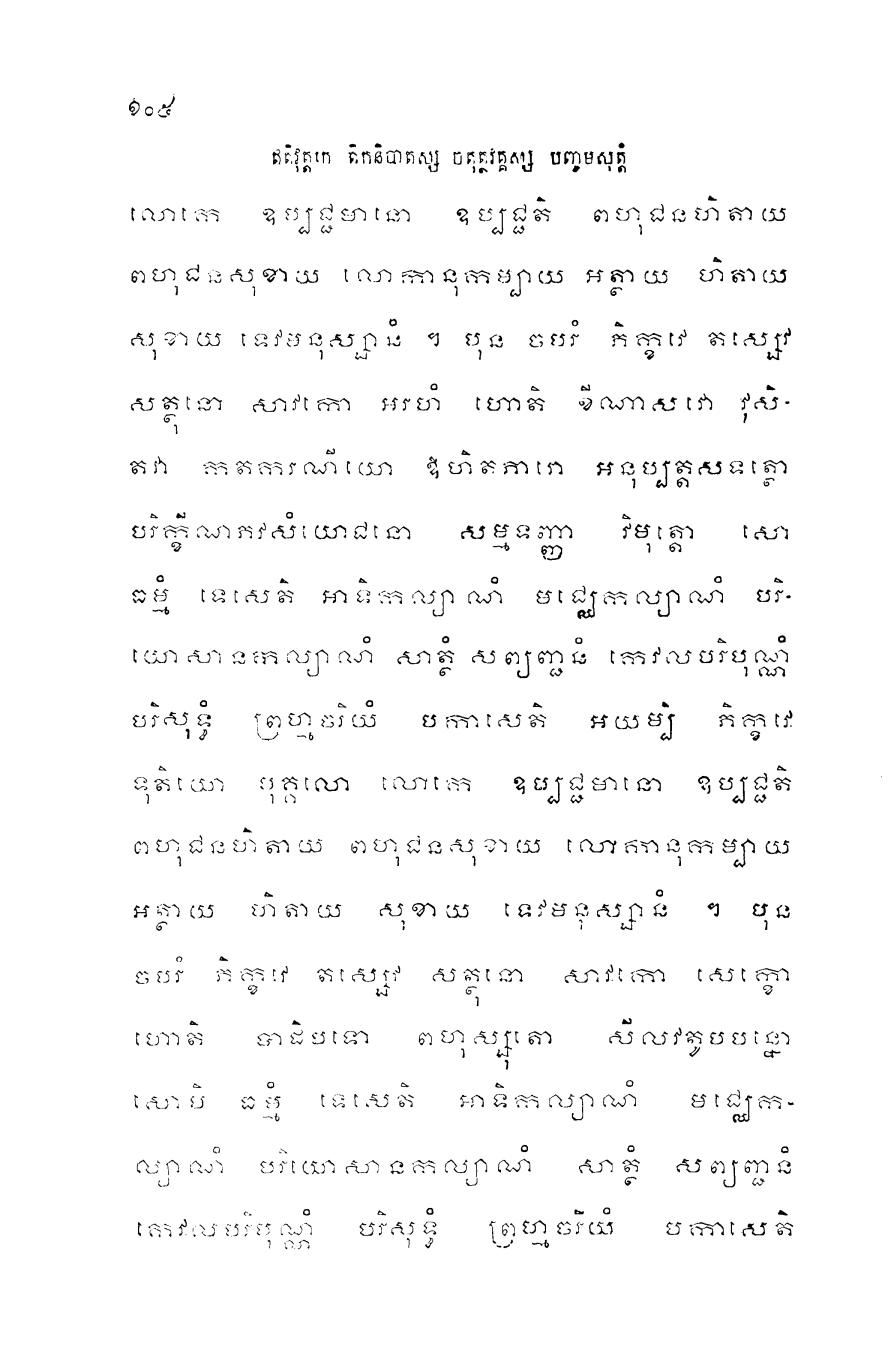 ១០៥
ឥតិវុត្តកេ តិកនិបាតស្ស ចតុត្ថវគ្គស្ស បញ្ចមសុត្តំ
លោកេ ឧប្បជ្ជមានោ ឧប្បជ្ជតិ ពហុជនហិតាយ
ពហុជនសុខាយ លោកានុកម្បាយ អត្ថាយ ហិតាយ
សុខាយ ទេវមនុស្សានំ ។ បុន ចបរំ ភិក្ខវេ តស្សេវ
សត្ថុនោ សាវកោ អរហំ ហោតិ ខីណាសវោ វុសិ-
តវា កតករណីយោ ឱហិតភារោ អនុប្បត្តសទត្ថោ
បរិក្ខីណភវសំយោជនោ សម្មទញ្ញា វិមុត្តោ សោ
ធម្មំ ទេសេតិ អាទិកល្យាណំ មជ្ឈេកល្យាណំ បរិ-
យោសានកល្យាណំ សាត្ថំ សព្យញ្ជនំ កេវលបរិបុណ្ណំ
បរិសុទ្ធំ ព្រហ្មចរិយំ បកាសេតិ អយម្បិ ភិក្ខវេ
ទុតិយោ បុគ្គលោ លោកេ ឧប្បជ្ជមានោ ឧប្បជ្ជតិ
ពហុជនហិតាយ ពហុជនសុខាយ លោកានុកម្បាយ
អត្ថាយ ហិតាយ សុខាយ ទេវមនុស្សានំ ។ បុន
ចបរំ ភិក្ខវេ តស្សេវ សត្ថុនោ សាវកោ សេក្ខោ
ហោតិ បាដិបទោ ពហុស្សុតោ សីលវតូបបន្នោ
សោបិ ធម្មំ ទេសេតិ អាទិកល្យាណំ មជ្ឈេក-
ល្យាណំ បរិយោសានកល្យាណំ សាត្ថំ សព្យញ្ជនំ
កេវលបរិបុណ្ណំ បរិសុទ្ធំ ព្រហ្មចរិយំ បកាសេតិ